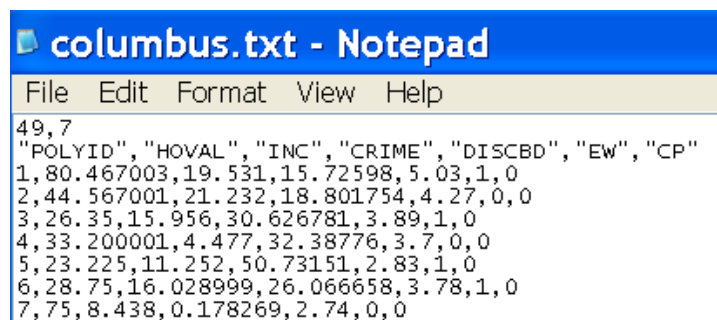 columbus.txt - Notepad
File Edit Format View Help
49,7
"POLYID","HOVAL","INC","CRIME","DISCBD","EW","CP"
1,80.467003,19.531,15.72598,5.03,1,0
2,44.567001,21.232,18.801754,4.27,0,0
3,26.35,15.956,30.626781,3.89,1,0
4,33.200001,4.477,32.38776,3.7,0,0
5,23.225,11.252,50.73151,2.83,1,0
6,28.75,16.028999,26.066658,3.78,1,0
7,75,8.438,0.178269,2.74,0,0